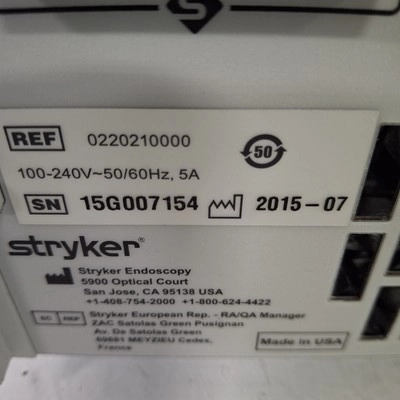 S
REF 0220210000
50
100-240V~50/60Hz, 5A
SN 15G007154 2015-07
stryker®
Stryker Endoscopy
5900 Optical Court
San Jose, CA 95138 USA
+1-408-754-2000 +1-800-624-4422
EC REP Stryker European Rep. - RA/QA Manager
ZAC Satolas Green Pusignan
Av. De Satolas Green
69881 MEYZIEU Cedex,
France
Made in USA